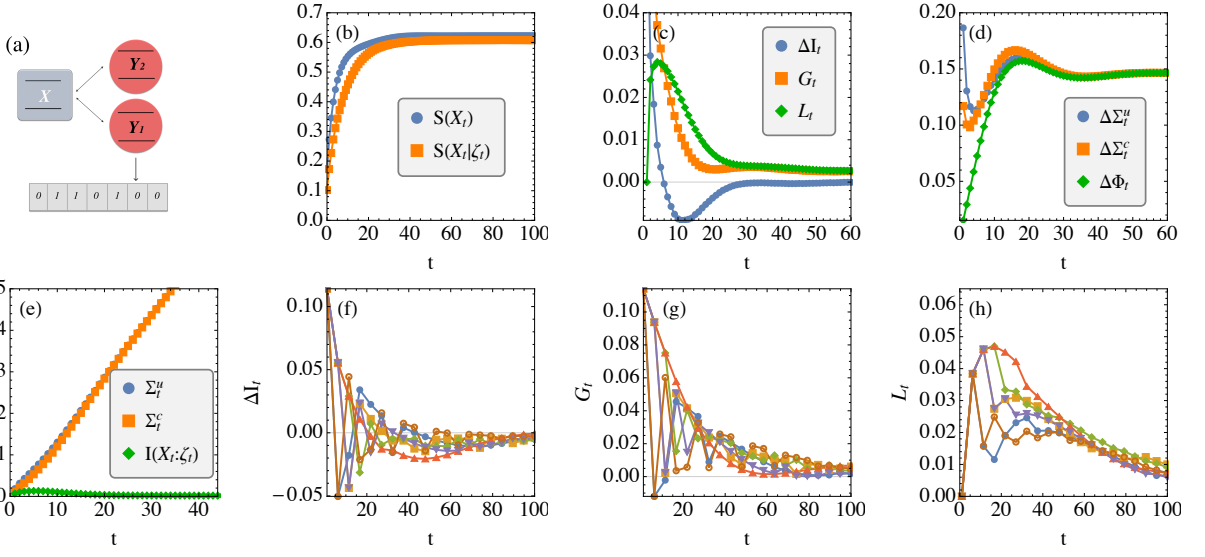 (a)
X
Y2
Y1
0 1 1 1 0 1 0 0
(b)
0.7
0.6
0.5
0.4
0.3
0.2
0.1
0.0
0 20 40 60 80 100
t
S(Xt)
S(Xt|ζt)
(c)
0.04
0.03
0.02
0.01
0.00
0 10 20 30 40 50 60
t
ΔIt
Gt
Lt
(d)
0.20
0.15
0.10
0.05
0 10 20 30 40 50 60
t
ΔΣtu
ΔΣtc
ΔΦt
(e)
5
4
3
2
1
0
0 10 20 30 40
t
Σtu
Σtc
I(Xt:ζt)
(f)
ΔIt
0.10
0.05
0.00
−0.05
20 40 60 80 100
t
(g)
Gt
0.10
0.08
0.06
0.04
0.02
0.00
20 40 60 80 100
t
(h)
Lt
0.06
0.05
0.04
0.03
0.02
0.01
0.00
0 20 40 60 80 100
t